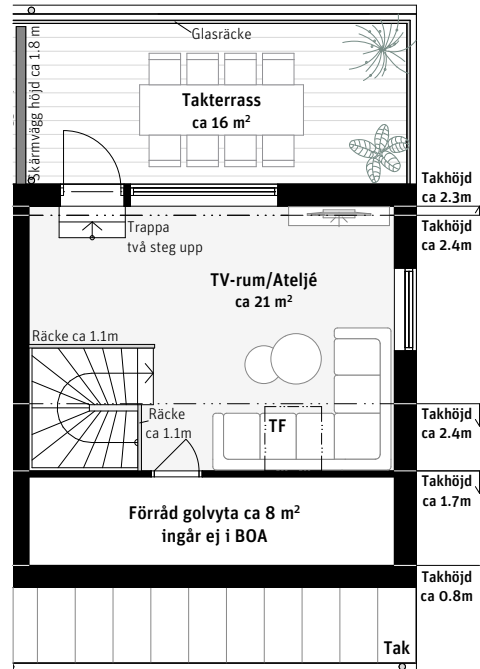 Glasräcke
Skärmvägg höjd ca 1.8 m
Takterrass
ca 16 m²
Takhöjd
ca 2.3m
Takhöjd
ca 2.4m
Trappa
två steg upp
TV-rum/Ateljé
ca 21 m²
Räcke ca 1.1m
Räcke
ca 1.1m
TF
Takhöjd
ca 2.4m
Takhöjd
ca 1.7m
Förråd golvyta ca 8 m²
ingår ej i BOA
Takhöjd
ca 0.8m
Tak